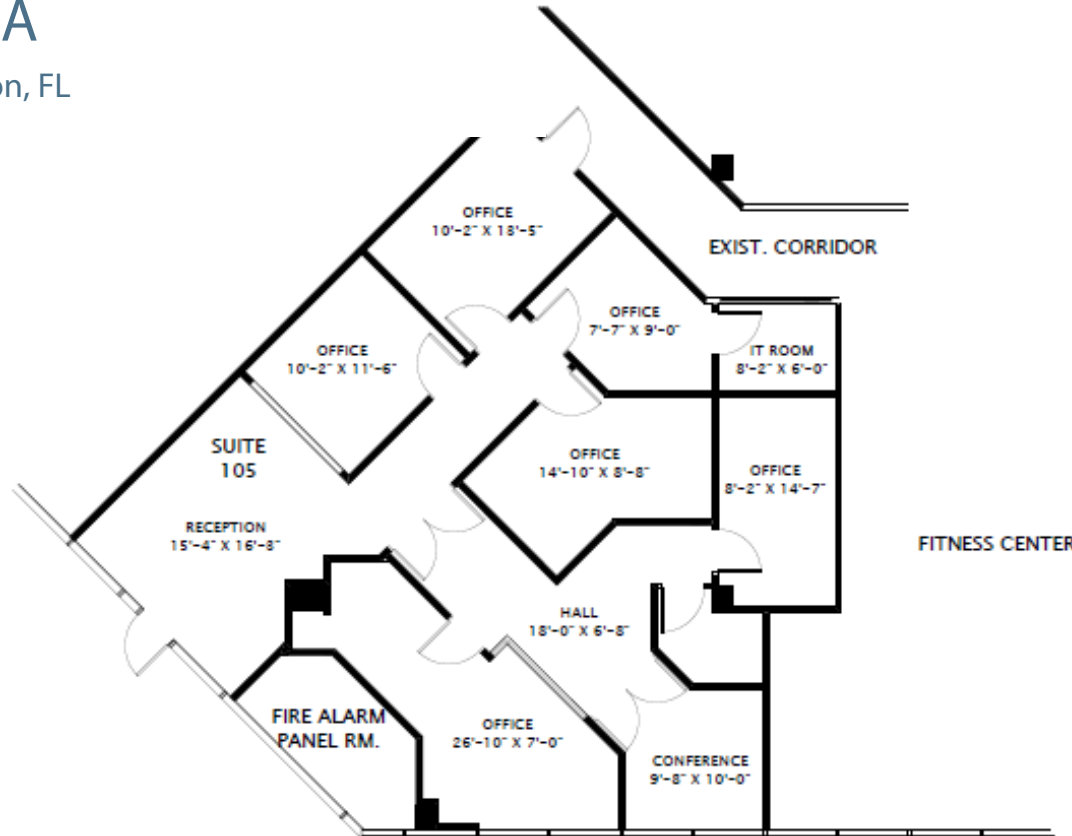 A
on, FL
OFFICE
10'-2" X 18'-5"
EXIST. CORRIDOR
OFFICE
7'-7" X 9'-0"
OFFICE
10'-2" X 11'-6"
IT ROOM
8'-2" X 6'-0"
SUITE
105
OFFICE
14'-10" X 8'-8"
OFFICE
8'-2" X 14'-7"
RECEPTION
15'-4" X 16'-8"
FITNESS CENTER
HALL
18'-0" X 6'-8"
FIRE ALARM
PANEL RM.
OFFICE
26'-10" X 7'-0"
CONFERENCE
9'-8" X 10'-0"